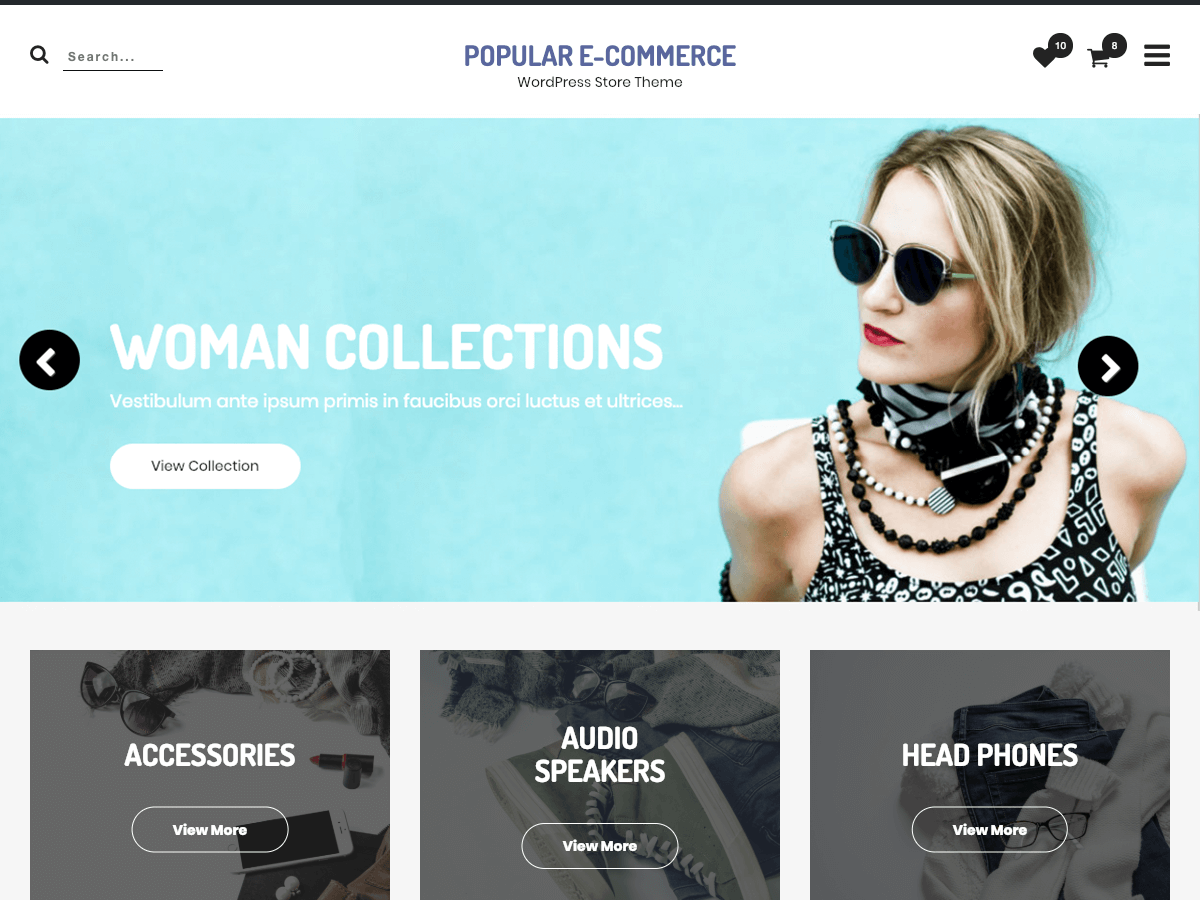 Search...
POPULAR E-COMMERCE
WordPress Store Theme
10
8
WOMAN COLLECTIONS
Vestibulum ante ipsum primis in faucibus orci luctus et ultrices...
View Collection
ACCESSORIES
View More
AUDIO
SPEAKERS
View More
HEAD PHONES
View More